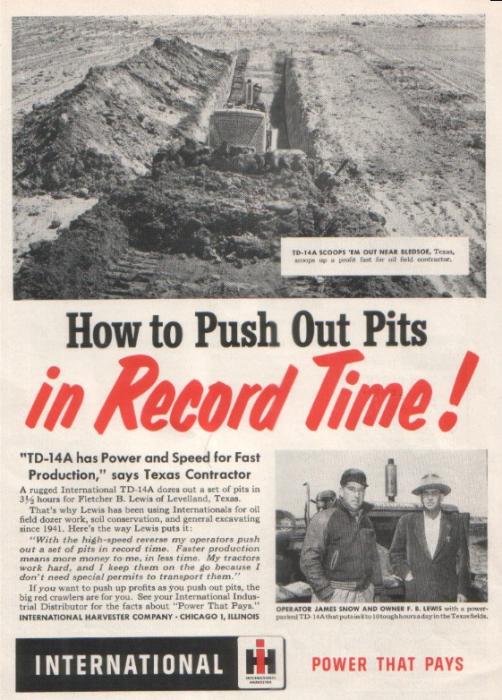 TD-14A SCOOPS 'EM OUT NEAR BLEDSOE, Texas,
scoops up a profit fast for oil field contractor.
How to Push Out Pits
in Record Time!
"TD-14A has Power and Speed for Fast
Production," says Texas Contractor
A rugged International TD-14A dozes out a set of pits in
3½ hours for Fletcher B. Lewis of Levelland, Texas.
That's why Lewis has been using Internationals for oil
field dozer work, soil conservation, and general excavating
since 1941. Here's the way Lewis puts it:
"With the high-speed reverse my operators push
out a set of pits in record time. Faster production
means more money to me, in less time. My tractors
work hard, and I keep them on the go because I
don't need special permits to transport them."
If you want to push up profits as you push out pits, the
big red crawlers are for you. See your International Indus-
trial Distributor for the facts about "Power That Pays."
INTERNATIONAL HARVESTER COMPANY · CHICAGO 1, ILLINOIS
OPERATOR JAMES SNOW AND OWNER F. B. LEWIS with a power-
packed TD-14A that puts in 8 to 10 tough hours a day in the Texas fields.
INTERNATIONAL
IH
INTERNATIONAL
HARVESTER
POWER THAT PAYS